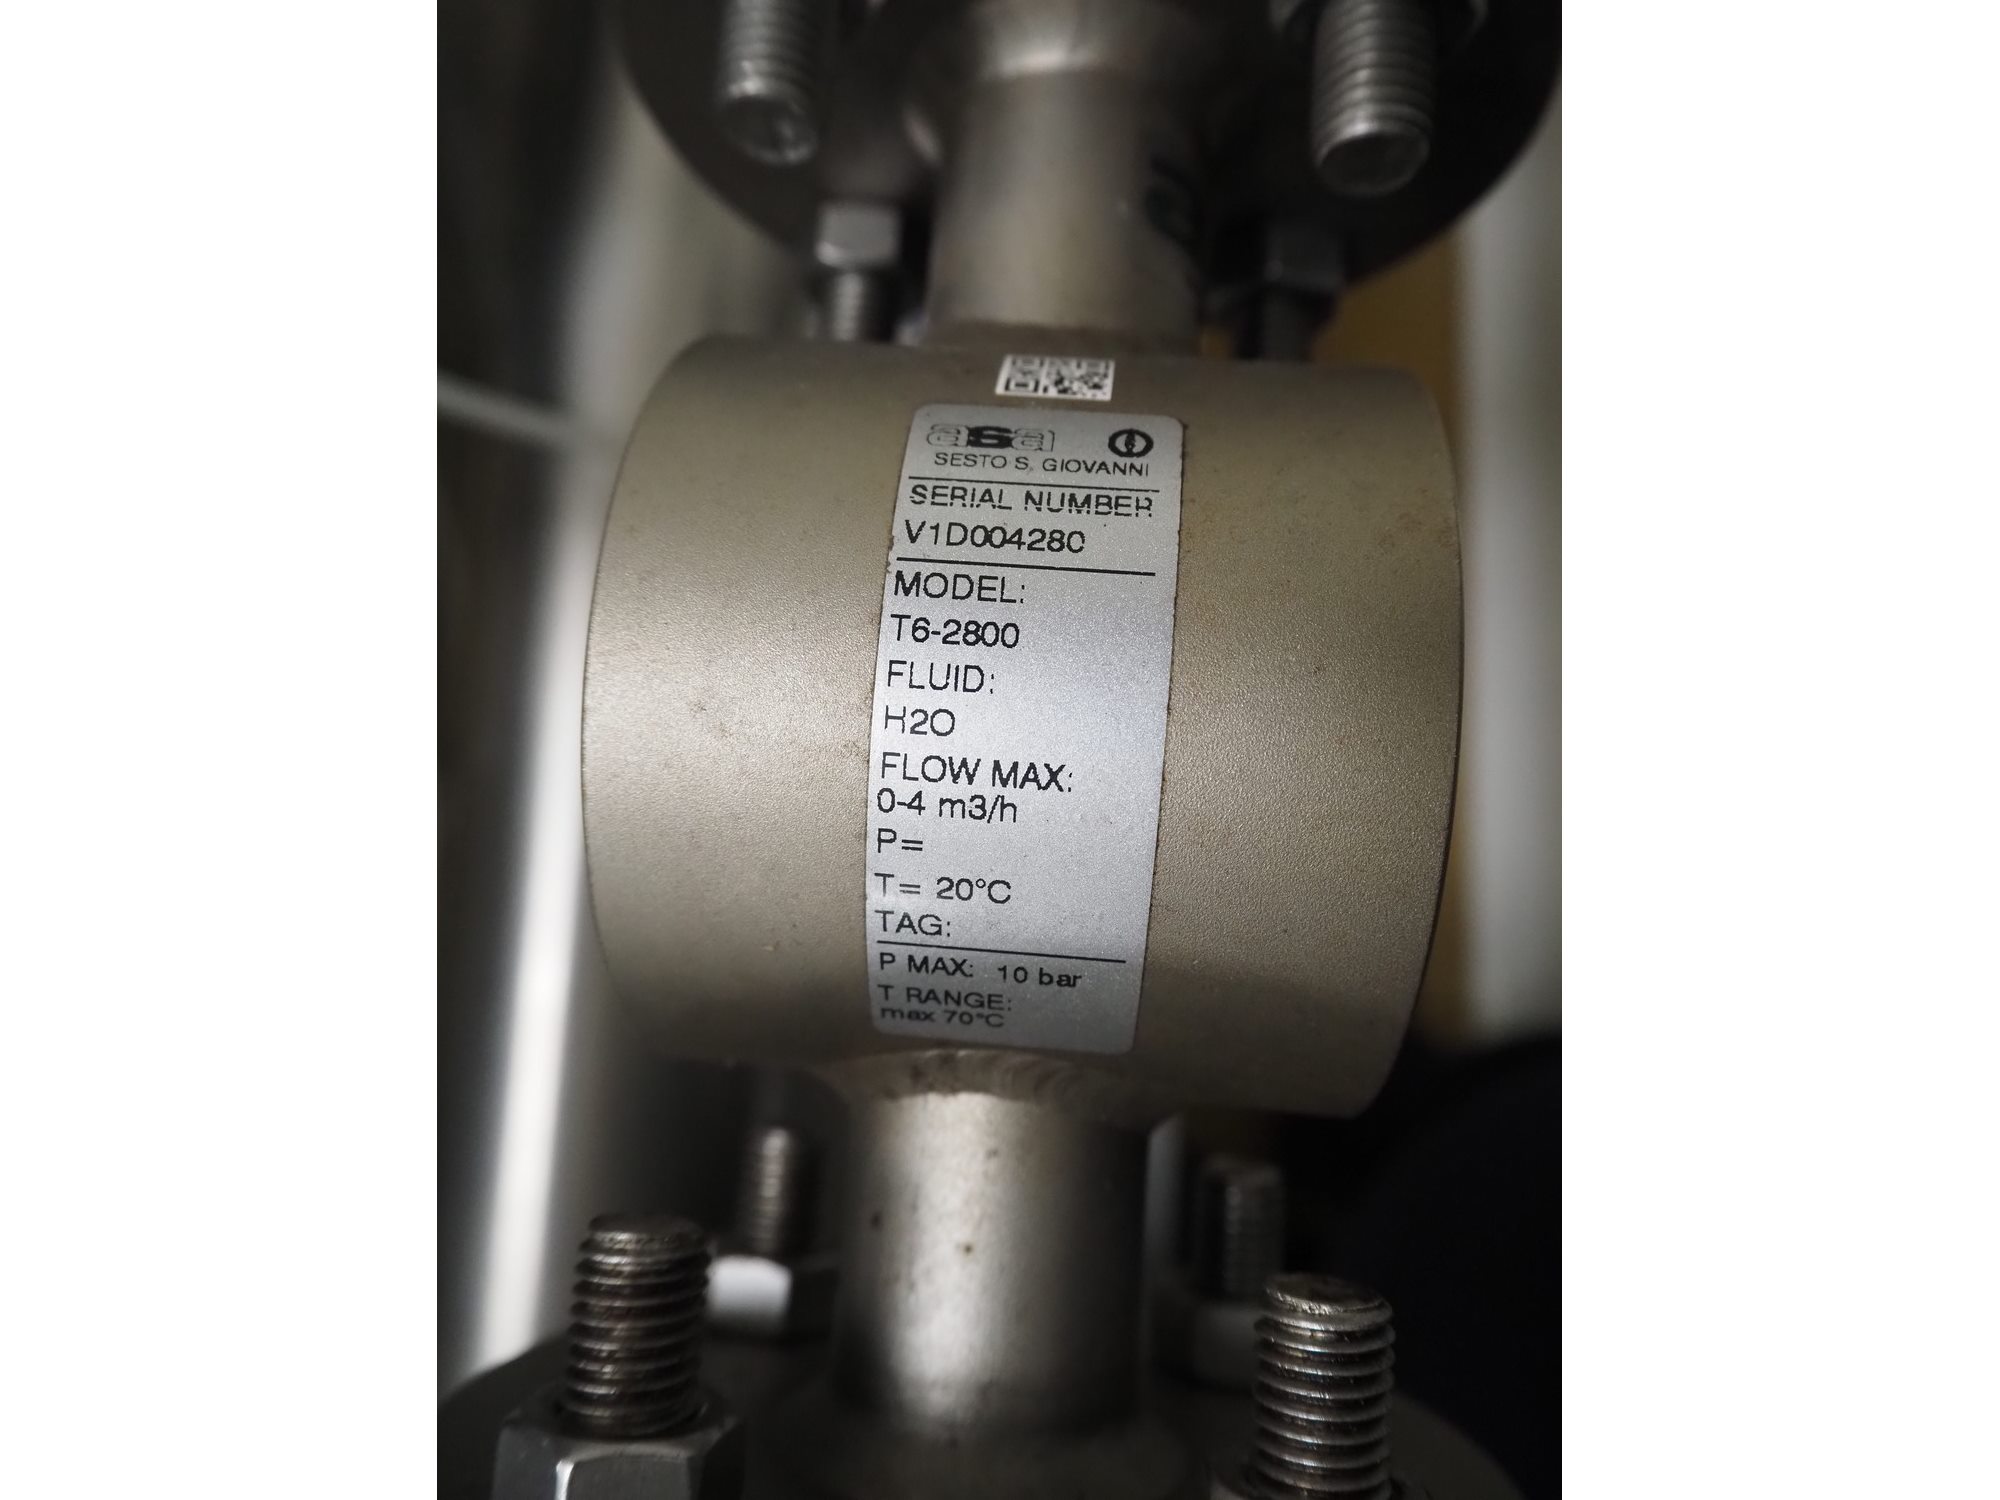 asa
SESTO S. GIOVANNI
SERIAL NUMBER
V1D004280
MODEL:
T6-2800
FLUID:
H2O
FLOW MAX:
0-4 m3/h
P=
T= 20°C
TAG:
P MAX: 10 bar
T RANGE:
max 70°C